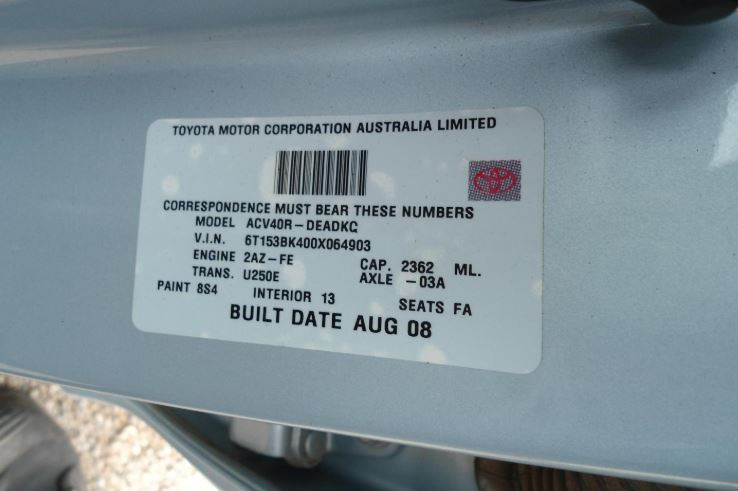 TOYOTA MOTOR CORPORATION AUSTRALIA LIMITED
CORRESPONDENCE MUST BEAR THESE NUMBERS
MODEL ACV40R-DEADKQ
V.I.N. 6T153BK400X064903
ENGINE 2AZ-FE CAP. 2362 ML.
TRANS. U250E AXLE -03A
PAINT 8S4 INTERIOR 13 SEATS FA
BUILT DATE AUG 08